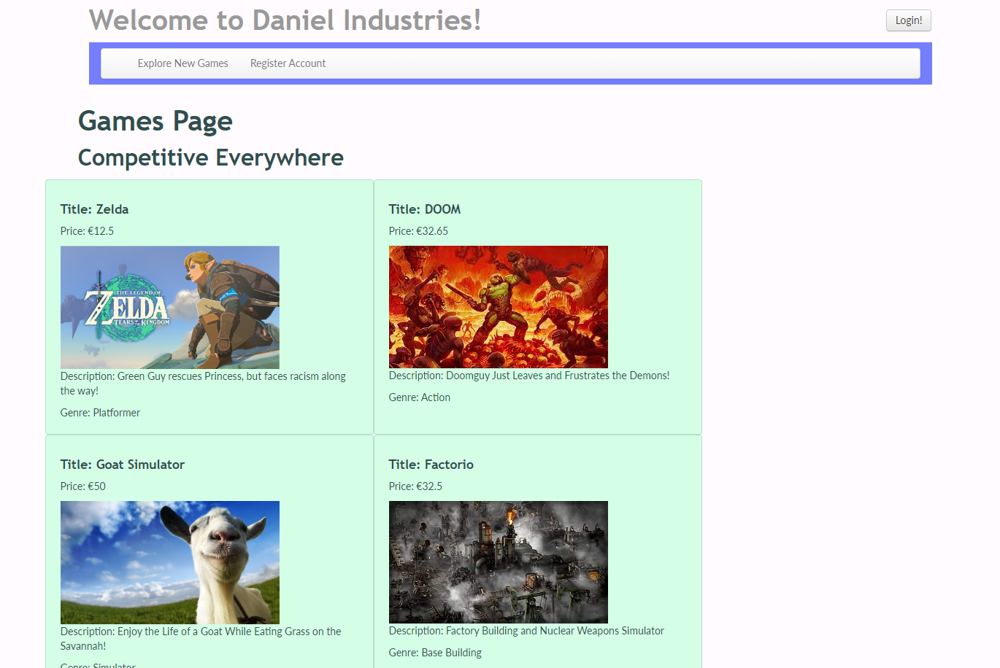 Welcome to Daniel Industries!
Login!
Explore New Games
Register Account
Games Page
Competitive Everywhere
Title: Zelda
Price: €12.5
THE LEGEND OF
ZELDA
TEARS OF THE KINGDOM
Description: Green Guy rescues Princess, but faces racism along
the way!
Genre: Platformer
Title: DOOM
Price: €32.65
Description: Doomguy Just Leaves and Frustrates the Demons!
Genre: Action
Title: Goat Simulator
Price: €50
Description: Enjoy the Life of a Goat While Eating Grass on the
Savannah!
Genre: Simulator
Title: Factorio
Price: €32.5
Description: Factory Building and Nuclear Weapons Simulator
Genre: Base Building